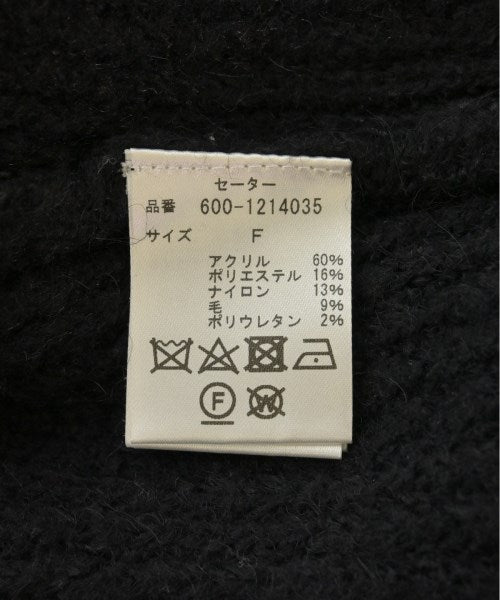 セーター
品番 600-1214035
サイズ F
アクリル 60%
ポリエステル 16%
ナイロン 13%
毛 9%
ポリウレタン 2%
F W